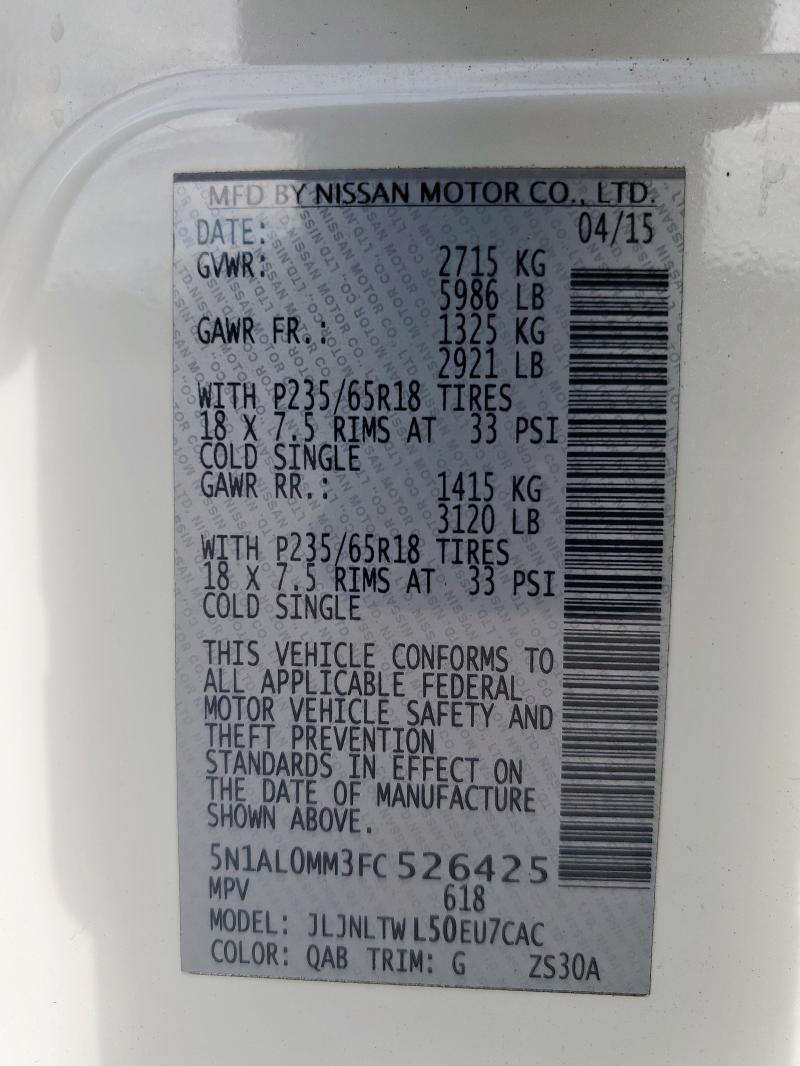 MFD BY NISSAN MOTOR CO., LTD.
DATE: 04/15
GVWR: 2715 KG
5986 LB
GAWR FR.: 1325 KG
2921 LB
WITH P235/65R18 TIRES
18 X 7.5 RIMS AT 33 PSI
COLD SINGLE
GAWR RR.: 1415 KG
3120 LB
WITH P235/65R18 TIRES
18 X 7.5 RIMS AT 33 PSI
COLD SINGLE
THIS VEHICLE CONFORMS TO
ALL APPLICABLE FEDERAL
MOTOR VEHICLE SAFETY AND
THEFT PREVENTION
STANDARDS IN EFFECT ON
THE DATE OF MANUFACTURE
SHOWN ABOVE.
5N1AL0MM3FC 526425
MPV 618
MODEL: JLJNLTWL50EU7CAC
COLOR: QAB TRIM: G ZS30A